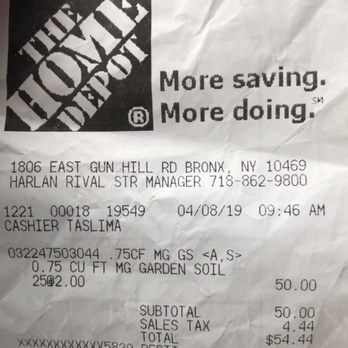 THE
HOME
DEPOT
®
More saving.
More doing.℠
1806 EAST GUN HILL RD BRONX, NY 10469
HARLAN RIVAL STR MANAGER 718-862-9800
1221 00018 19549 04/08/19 09:46 AM
CASHIER TASLIMA
032247503044 .75CF MG GS <A,S>
0.75 CU FT MG GARDEN SOIL
25@2.00 50.00
SUBTOTAL 50.00
SALES TAX 4.44
TOTAL $54.44